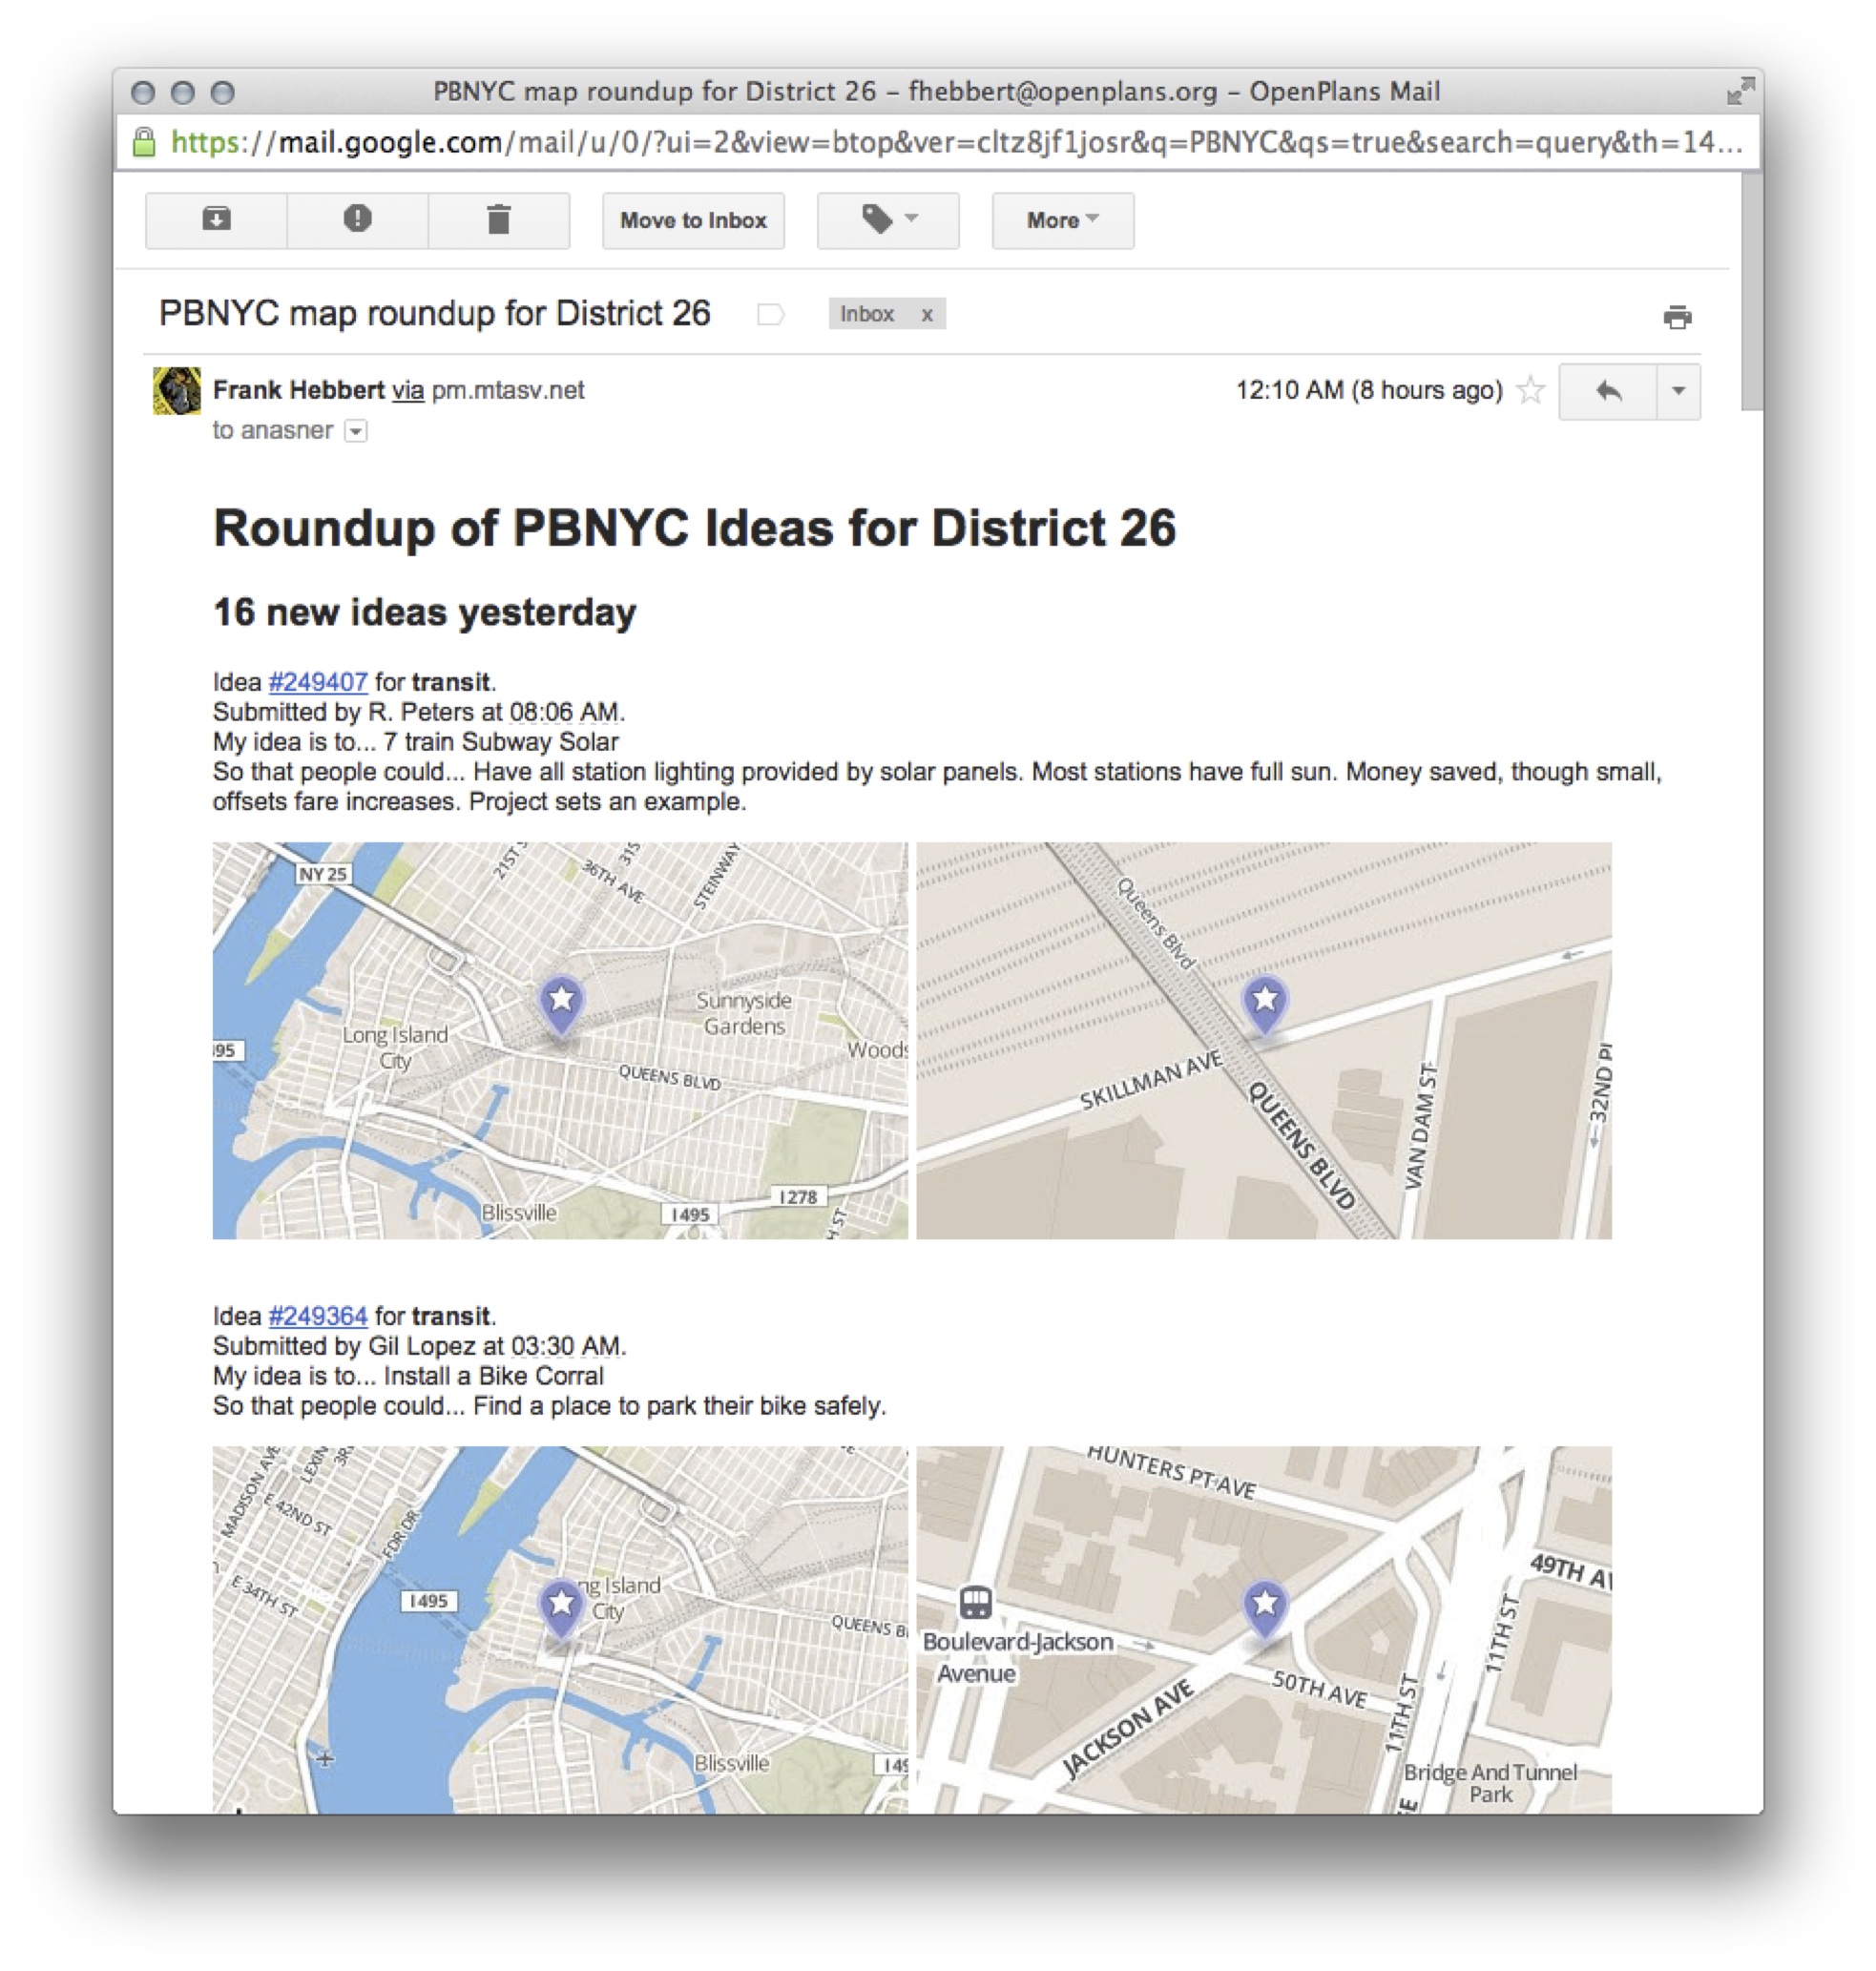 PBNYC map roundup for District 26 – fhebbert@openplans.org – OpenPlans Mail
https://mail.google.com/mail/u/0/?ui=2&view=btop&ver=cltz8jf1josr&q=PBNYC&qs=true&search=query&th=14...
Move to Inbox
More
PBNYC map roundup for District 26 Inbox x
Frank Hebbert via pm.mtasv.net 12:10 AM (8 hours ago)
to anasner
Roundup of PBNYC Ideas for District 26
16 new ideas yesterday
Idea #249407 for transit.
Submitted by R. Peters at 08:06 AM.
My idea is to... 7 train Subway Solar
So that people could... Have all station lighting provided by solar panels. Most stations have full sun. Money saved, though small,
offsets fare increases. Project sets an example.
NY 25
21ST S
36TH AVE
31S
STEINWAY
Long Island
City
Sunnyside
Gardens
Woods
QUEENS BLVD
I95
Blissville
I 495
I 278
H ST
Queens Blvd
SKILLMAN AVE
QUEENS BLVD
VAN DAM ST
32ND Pl
Idea #249364 for transit.
Submitted by Gil Lopez at 03:30 AM.
My idea is to... Install a Bike Corral
So that people could... Find a place to park their bike safely.
MADISON AVE
LEXIN
3R
E 42ND ST
FDR DR
E 34TH ST
I 495
ng Island
City
QUEENS B
Blissville
I 49
HUNTERS PT AVE
49TH A
11TH ST
Boulevard-Jackson
Avenue
50TH AVE
JACKSON AVE
11TH ST
Bridge And Tunnel
Park
E